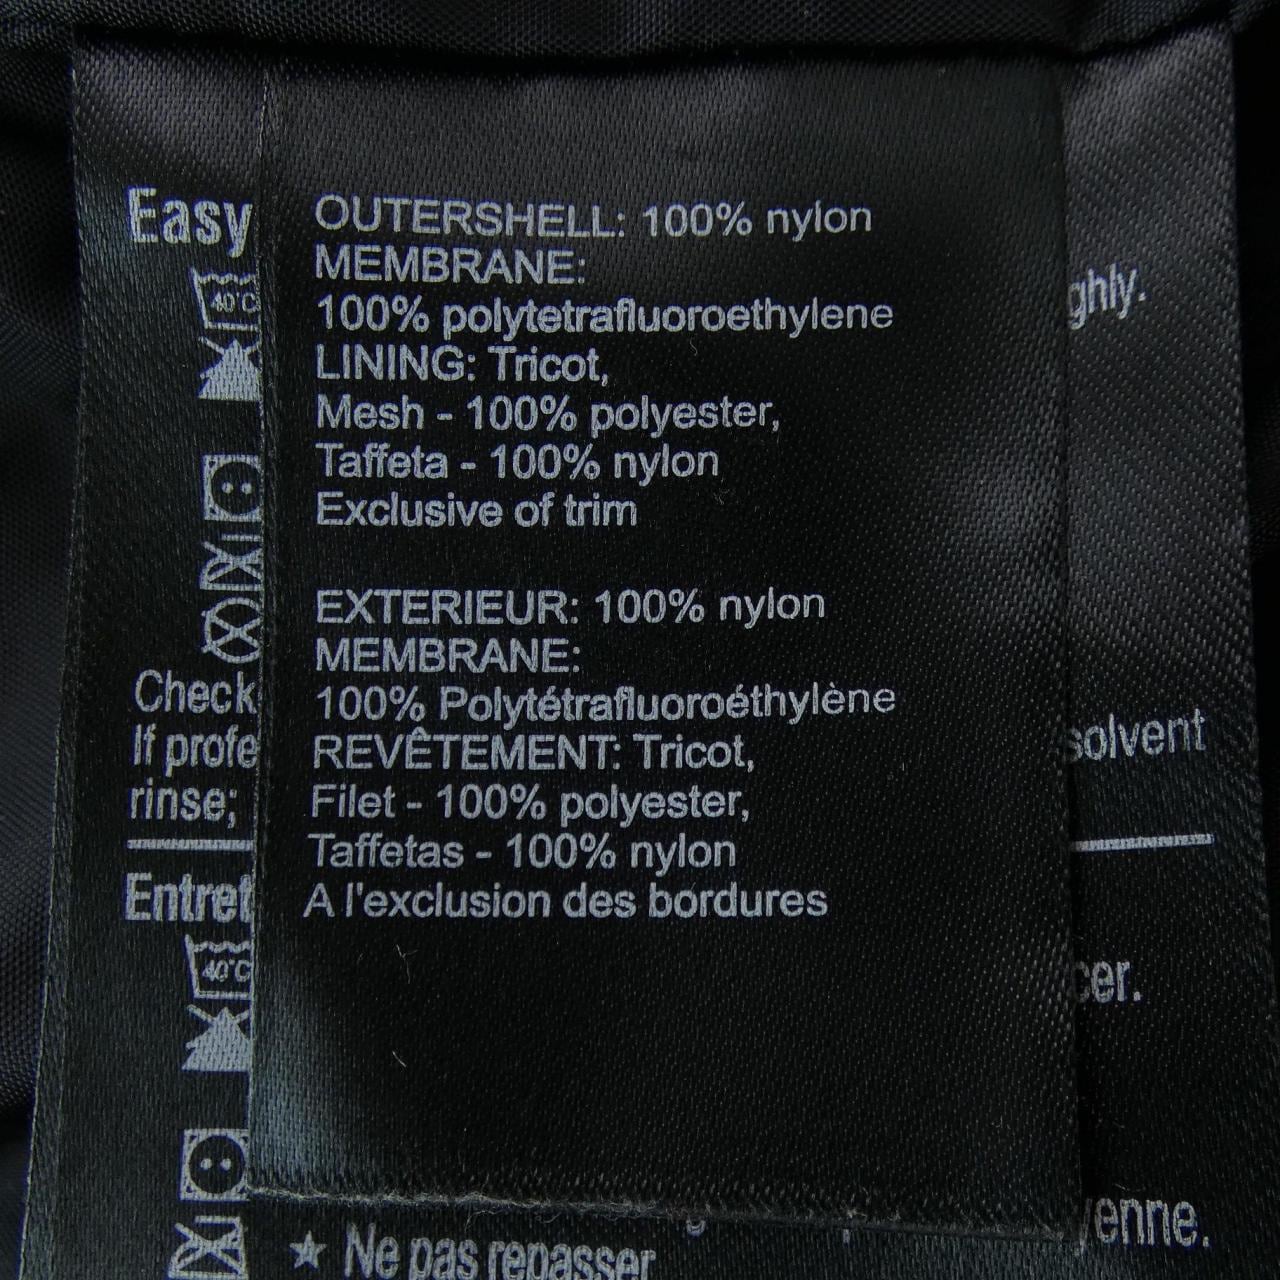 Easy
40°C
OUTERSHELL: 100% nylon
MEMBRANE:
100% polytetrafluoroethylene
LINING: Tricot,
Mesh - 100% polyester,
Taffeta - 100% nylon
Exclusive of trim
EXTERIEUR: 100% nylon
MEMBRANE:
100% Polytétrafluoroéthylène
REVÊTEMENT: Tricot,
Filet - 100% polyester,
Taffetas - 100% nylon
A l'exclusion des bordures
ghly.
Check
If profe
solvent
rinse;
Entret
40°C
cer.
yenne.
★ Ne pas repasser